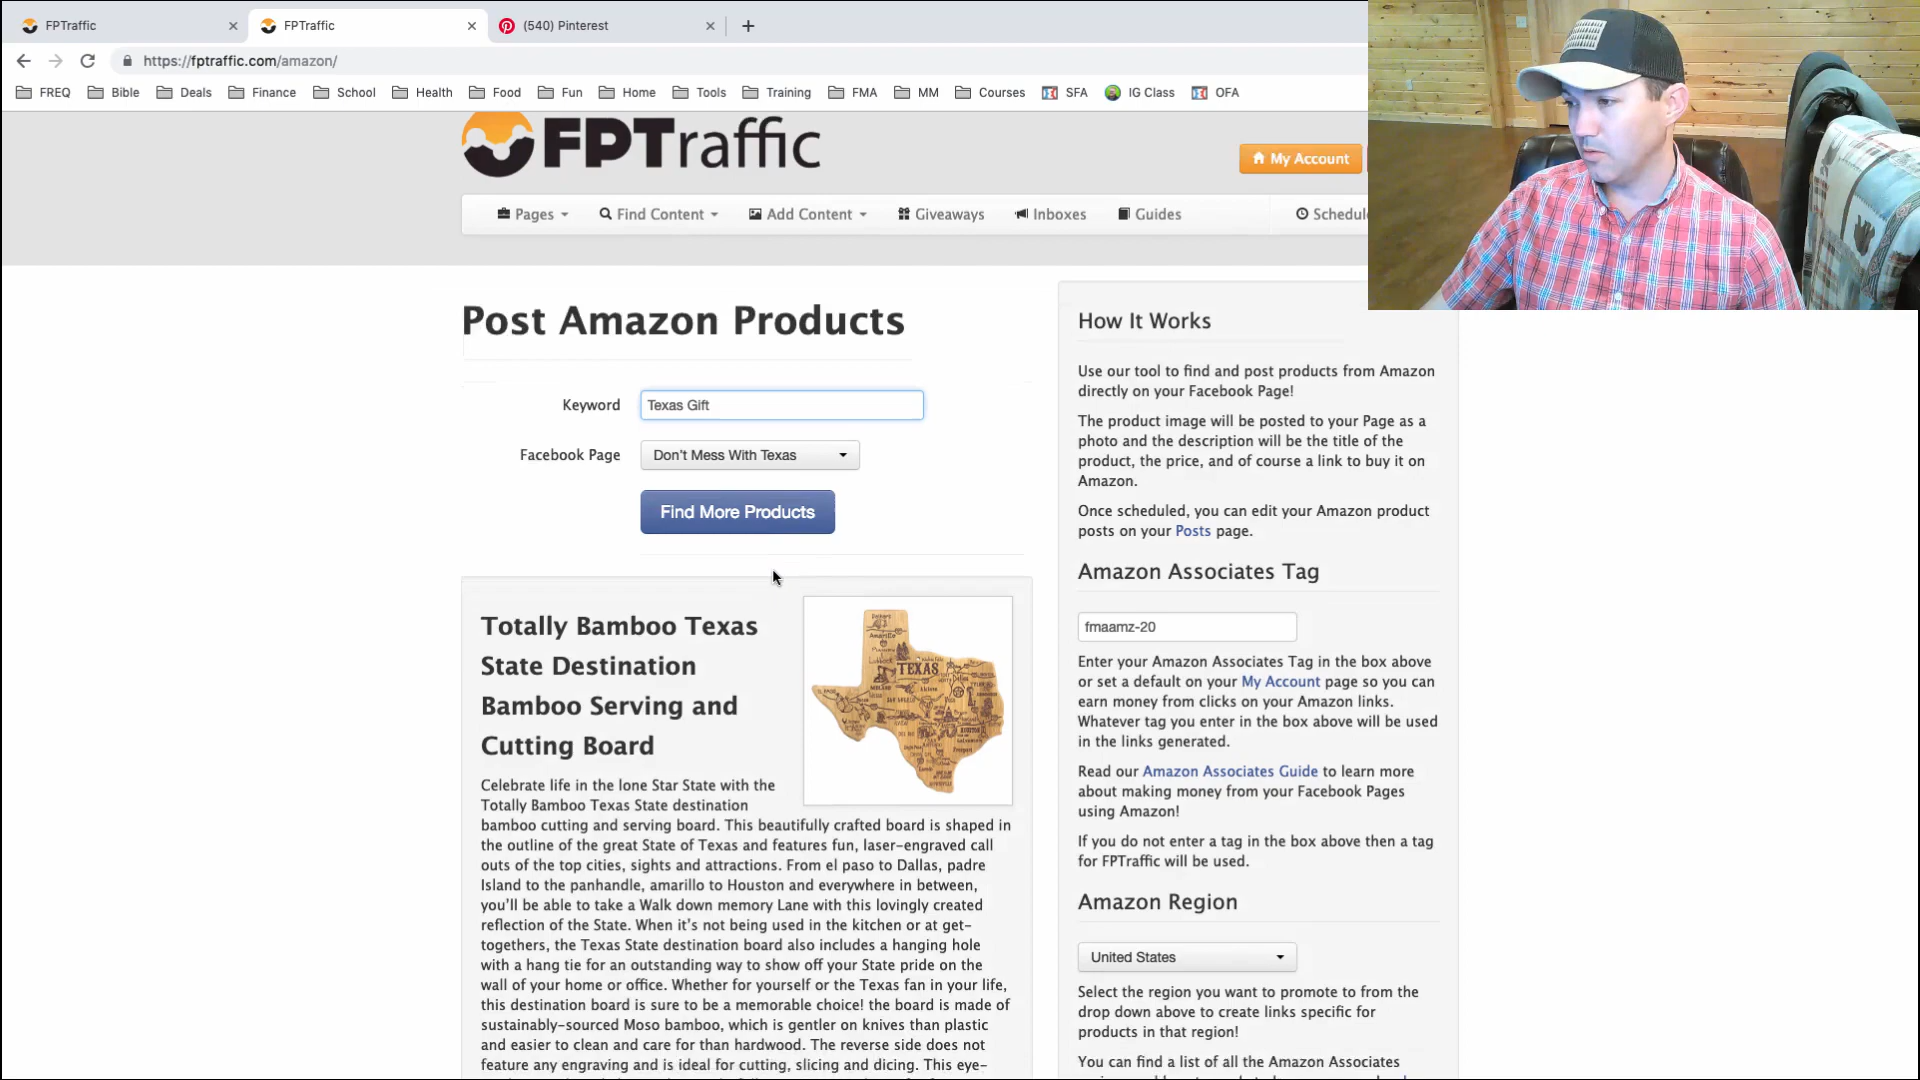 FPTraffic
FPTraffic
(540) Pinterest
https://fptraffic.com/amazon/
FREQ Bible Deals Finance School Health Food Fun Home Tools Training FMA MM Courses SFA IG Class OFA
FPTraffic
My Account
Pages Find Content Add Content Giveaways Inboxes Guides Schedul
Post Amazon Products
Keyword Texas Gift
Facebook Page Don't Mess With Texas
Find More Products
Totally Bamboo Texas
State Destination
Bamboo Serving and
Cutting Board
TEXAS
Celebrate life in the lone Star State with the
Totally Bamboo Texas State destination
bamboo cutting and serving board. This beautifully crafted board is shaped in
the outline of the great State of Texas and features fun, laser-engraved call
outs of the top cities, sights and attractions. From el paso to Dallas, padre
Island to the panhandle, amarillo to Houston and everywhere in between,
you'll be able to take a Walk down memory Lane with this lovingly created
reflection of the State. When it's not being used in the kitchen or at get-
togethers, the Texas State destination board also includes a hanging hole
with a hang tie for an outstanding way to show off your State pride on the
wall of your home or office. Whether for yourself or the Texas fan in your life,
this destination board is sure to be a memorable choice! the board is made of
sustainably-sourced Moso bamboo, which is gentler on knives than plastic
and easier to clean and care for than hardwood. The reverse side does not
feature any engraving and is ideal for cutting, slicing and dicing. This eye-
How It Works
Use our tool to find and post products from Amazon
directly on your Facebook Page!
The product image will be posted to your Page as a
photo and the description will be the title of the
product, the price, and of course a link to buy it on
Amazon.
Once scheduled, you can edit your Amazon product
posts on your Posts page.
Amazon Associates Tag
fmaamz-20
Enter your Amazon Associates Tag in the box above
or set a default on your My Account page so you can
earn money from clicks on your Amazon links.
Whatever tag you enter in the box above will be used
in the links generated.
Read our Amazon Associates Guide to learn more
about making money from your Facebook Pages
using Amazon!
If you do not enter a tag in the box above then a tag
for FPTraffic will be used.
Amazon Region
United States
Select the region you want to promote to from the
drop down above to create links specific for
products in that region!
You can find a list of all the Amazon Associates